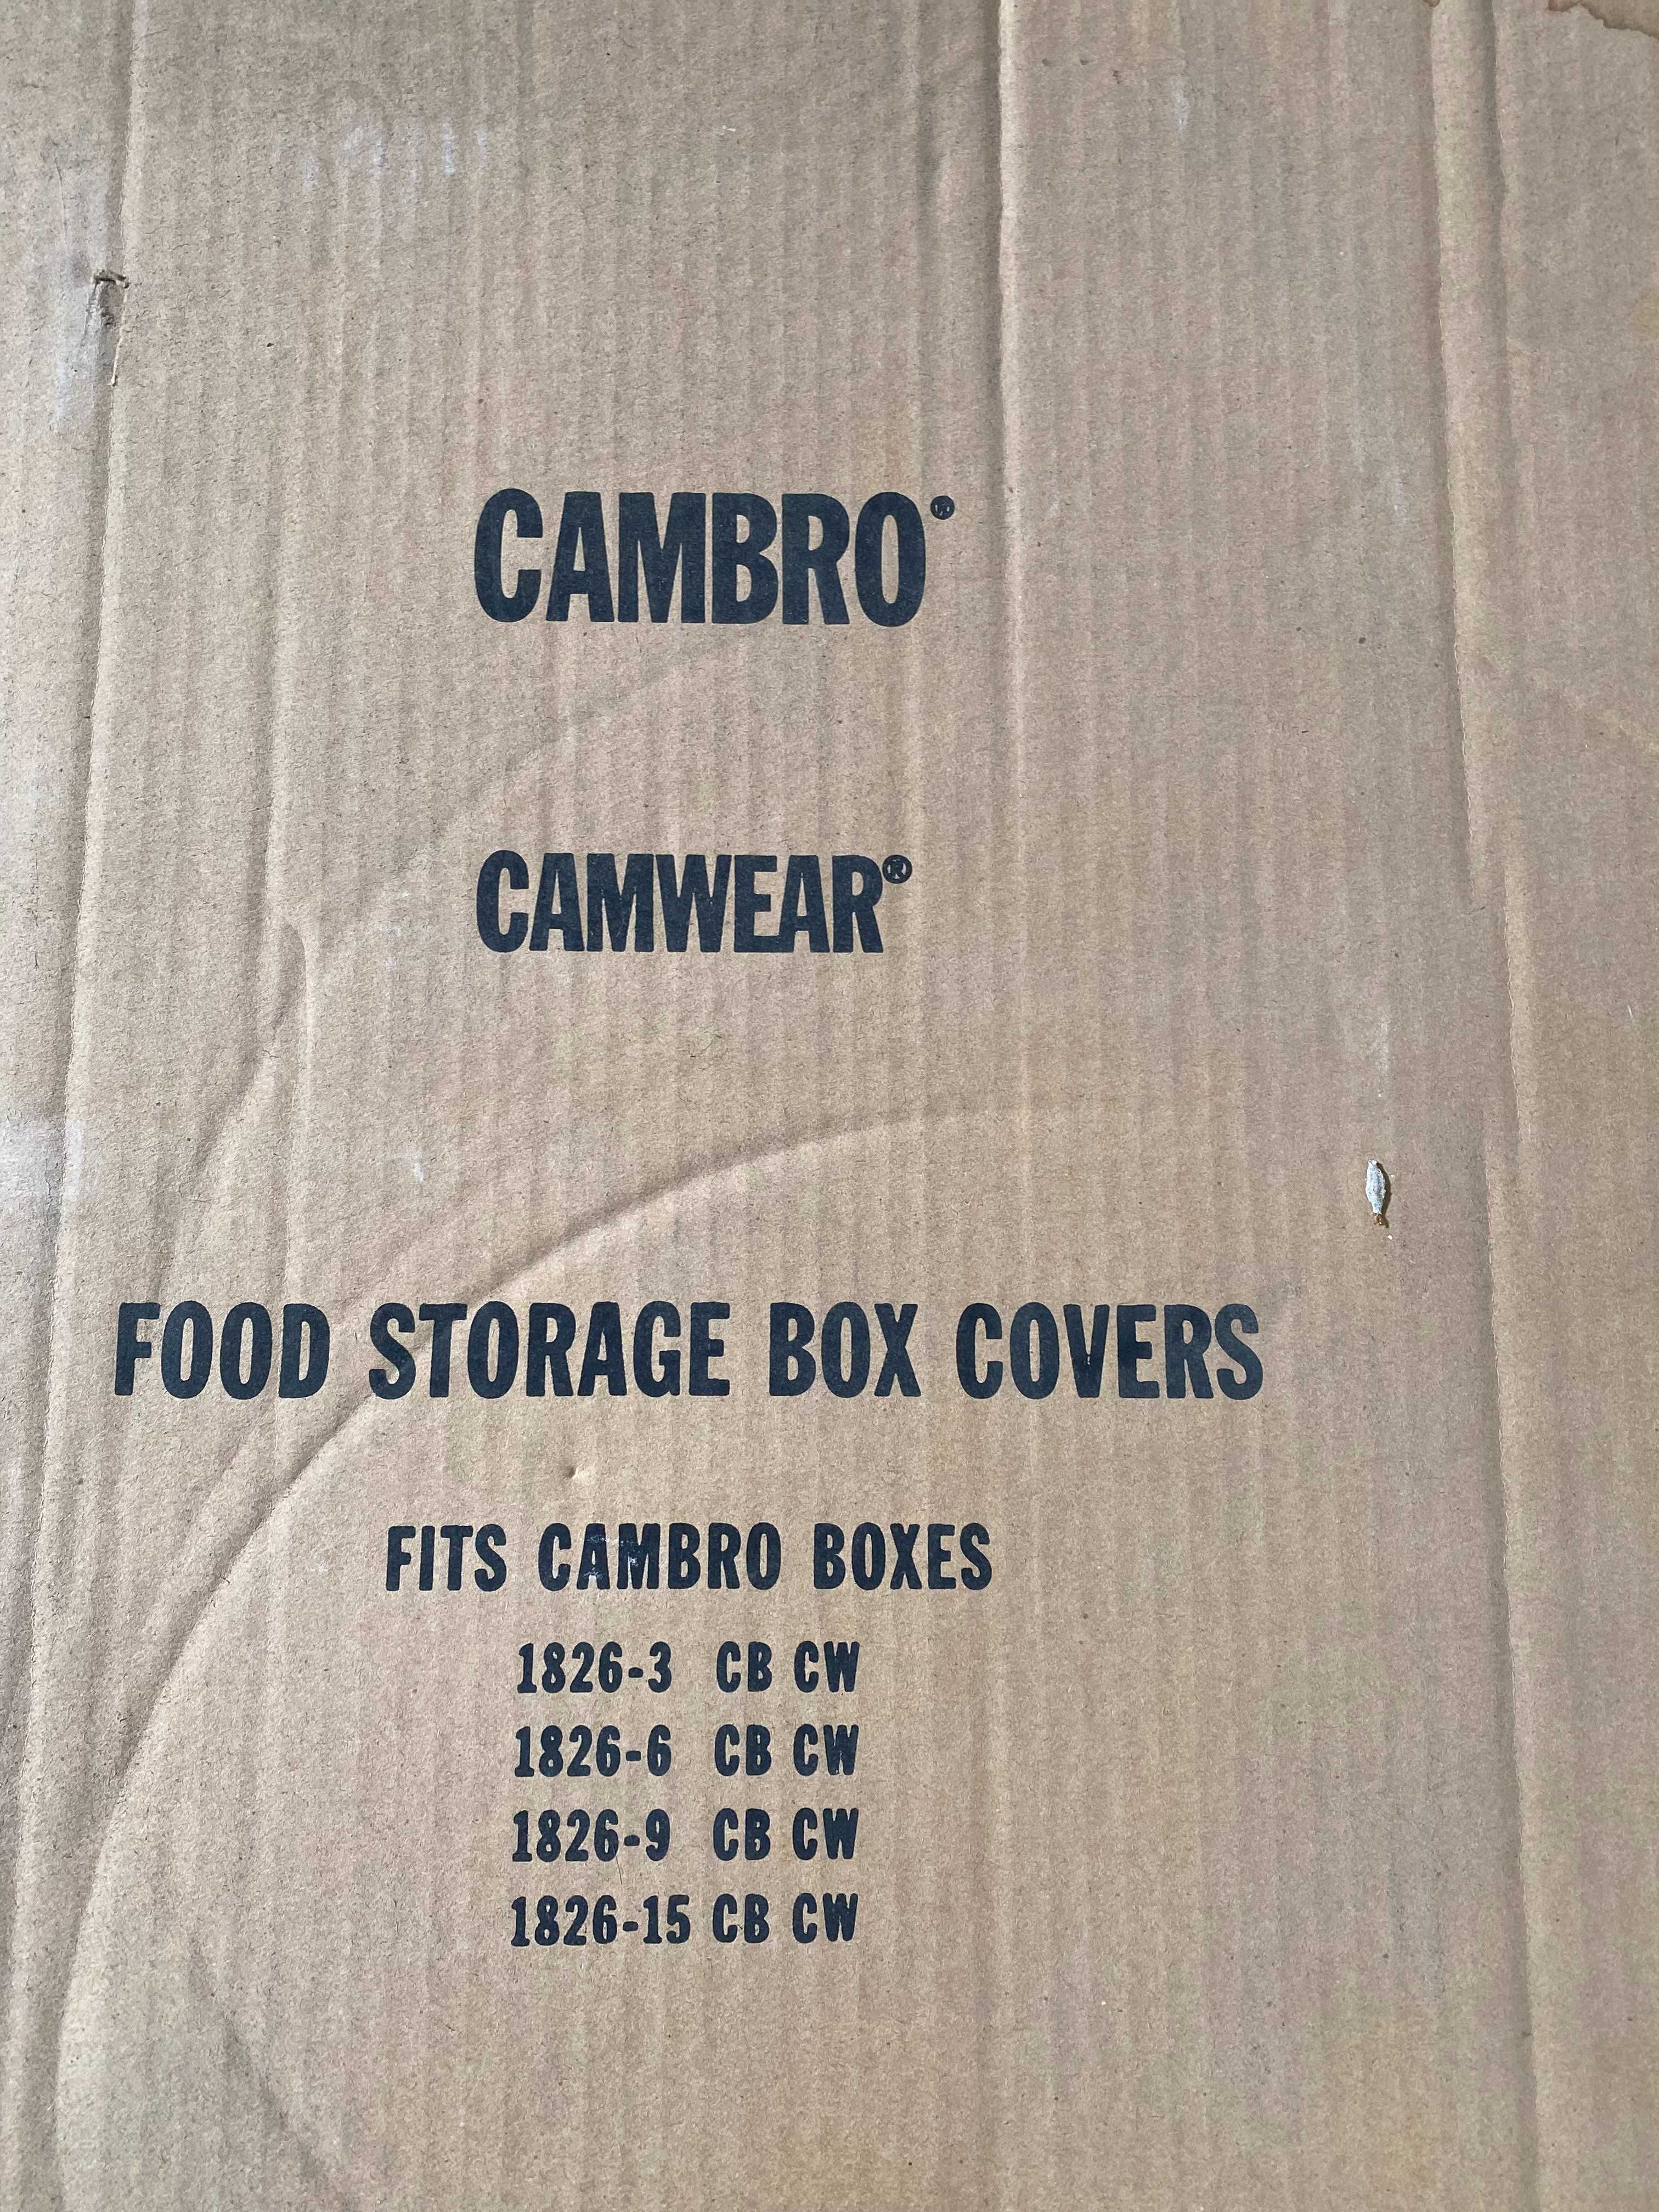 CAMBRO®
CAMWEAR®
FOOD STORAGE BOX COVERS
FITS CAMBRO BOXES
1826-3 CB CW
1826-6 CB CW
1826-9 CB CW
1826-15 CB CW